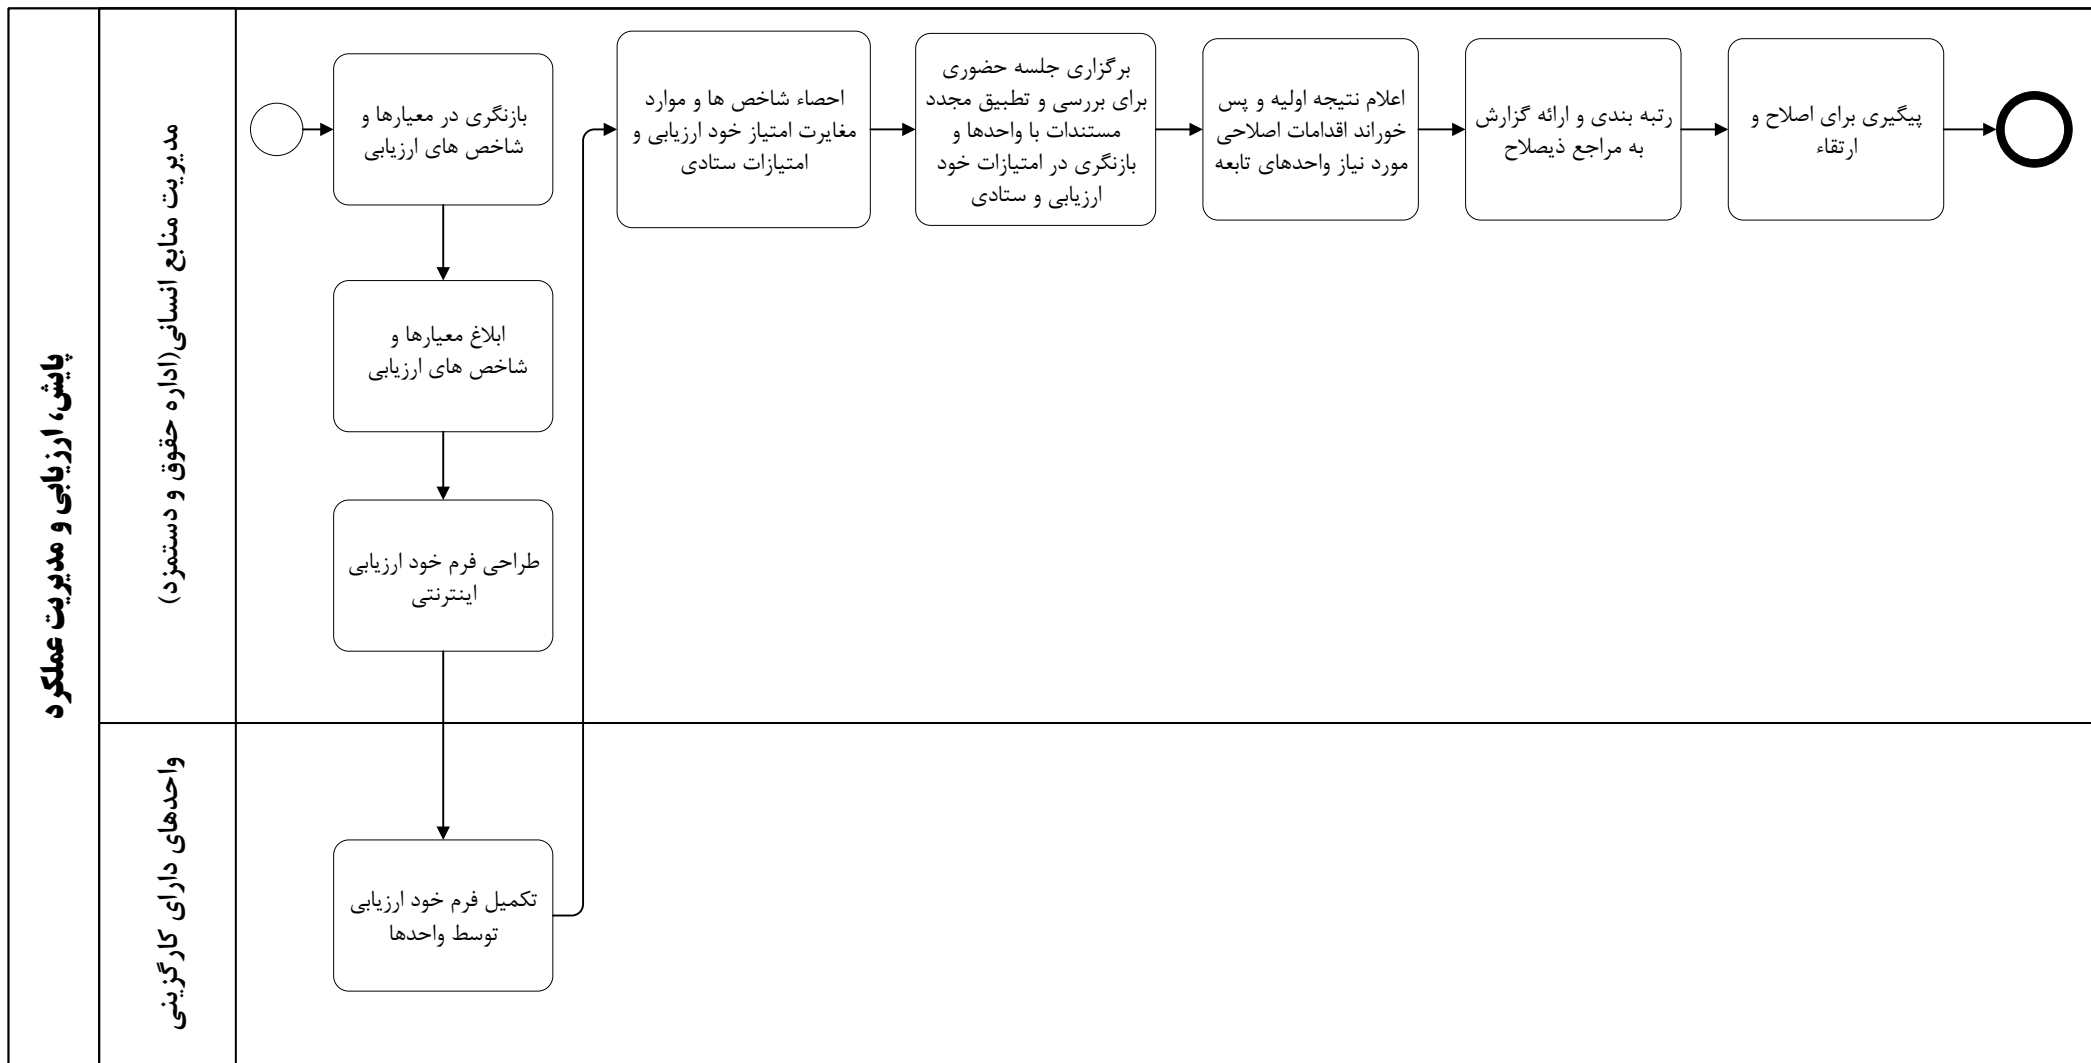 پایش، ارزیابی و مدیریت عملکرد
مدیریت منابع انسانی(اداره حقوق و دستمزد)
بازنگری در معیارها و
شاخص های ارزیابی
ابلاغ معیارها و
شاخص های ارزیابی
طراحی فرم خود ارزیابی
اینترنتی
احصاء شاخص ها و موارد
مغایرت امتیاز خود ارزیابی و
امتیازات ستادی
برگزاری جلسه حضوری
برای بررسی و تطبیق مجدد
مستندات با واحدها و
بازنگری در امتیازات خود
ارزیابی و ستادی
اعلام نتیجه اولیه و پس
خوراند اقدامات اصلاحی
مورد نیاز واحدهای تابعه
رتبه بندی و ارائه گزارش
به مراجع ذیصلاح
پیگیری برای اصلاح و
ارتقاء
واحدهای دارای کارگزینی
تکمیل فرم خود ارزیابی
توسط واحدها